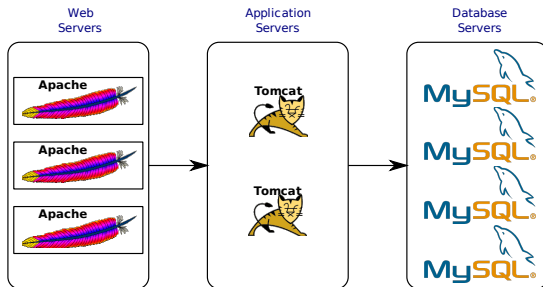 Web
Servers
Application
Servers
Database
Servers
Apache
Apache
Apache
Tomcat
Tomcat
MySQL®
MySQL®
MySQL®
MySQL®